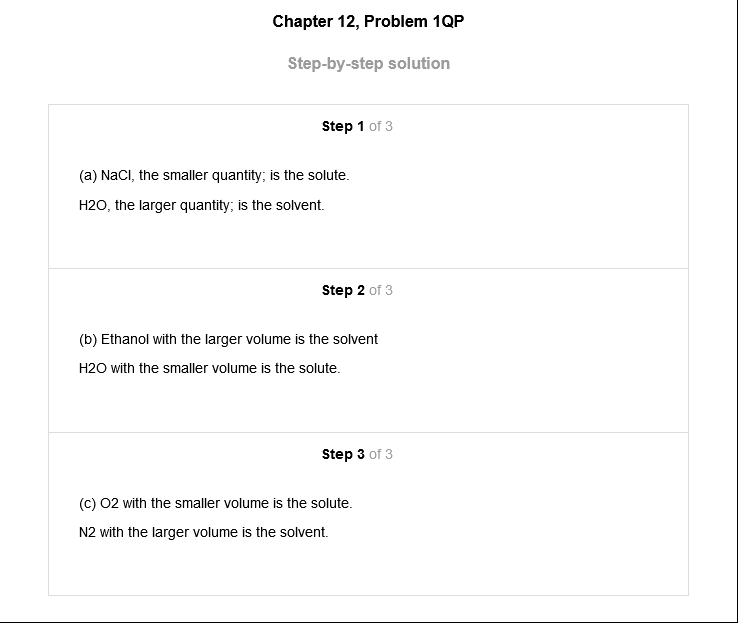 Chapter 12, Problem 1QP
Step-by-step solution
Step 1 of 3
(a) NaCl, the smaller quantity; is the solute.
H2O, the larger quantity; is the solvent.
Step 2 of 3
(b) Ethanol with the larger volume is the solvent
H2O with the smaller volume is the solute.
Step 3 of 3
(c) O2 with the smaller volume is the solute.
N2 with the larger volume is the solvent.